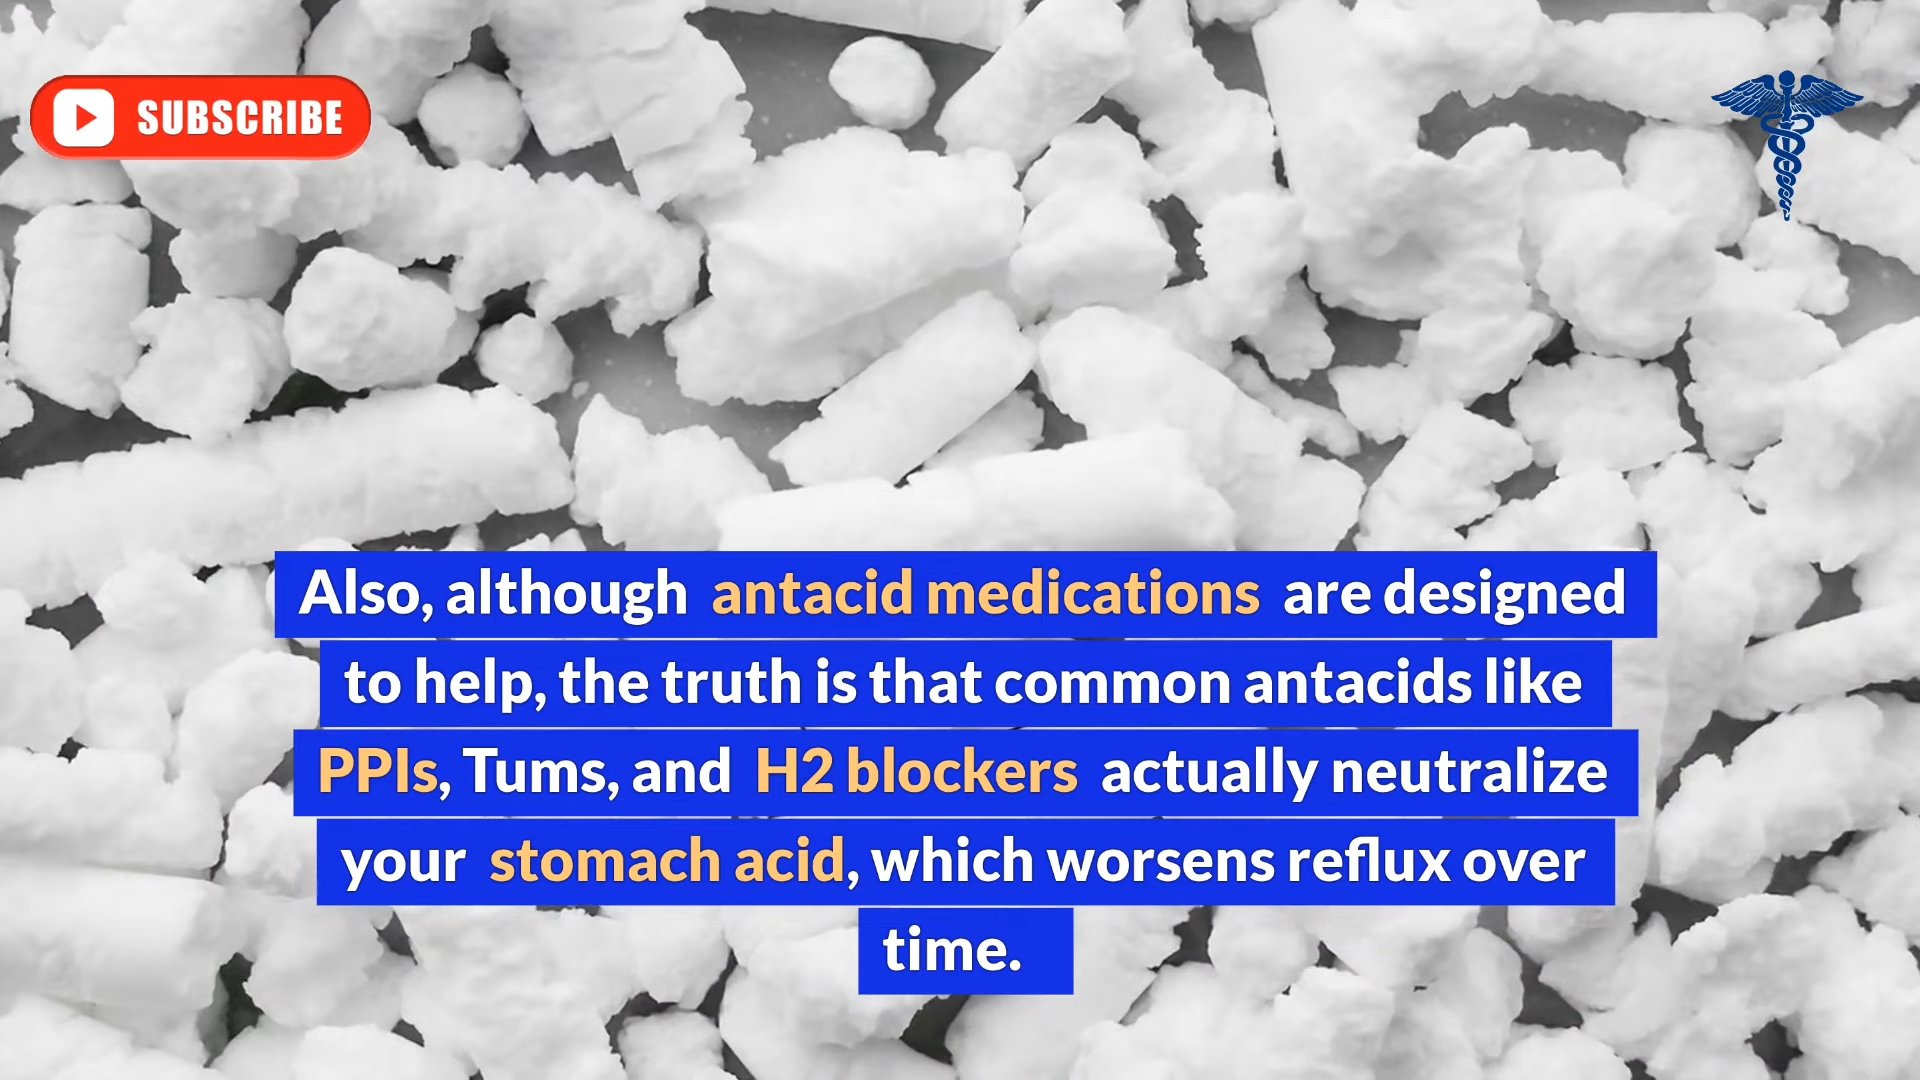 SUBSCRIBE
Also, although antacid medications are designed
to help, the truth is that common antacids like
PPIs, Tums, and H2 blockers actually neutralize
your stomach acid, which worsens reflux over
time.